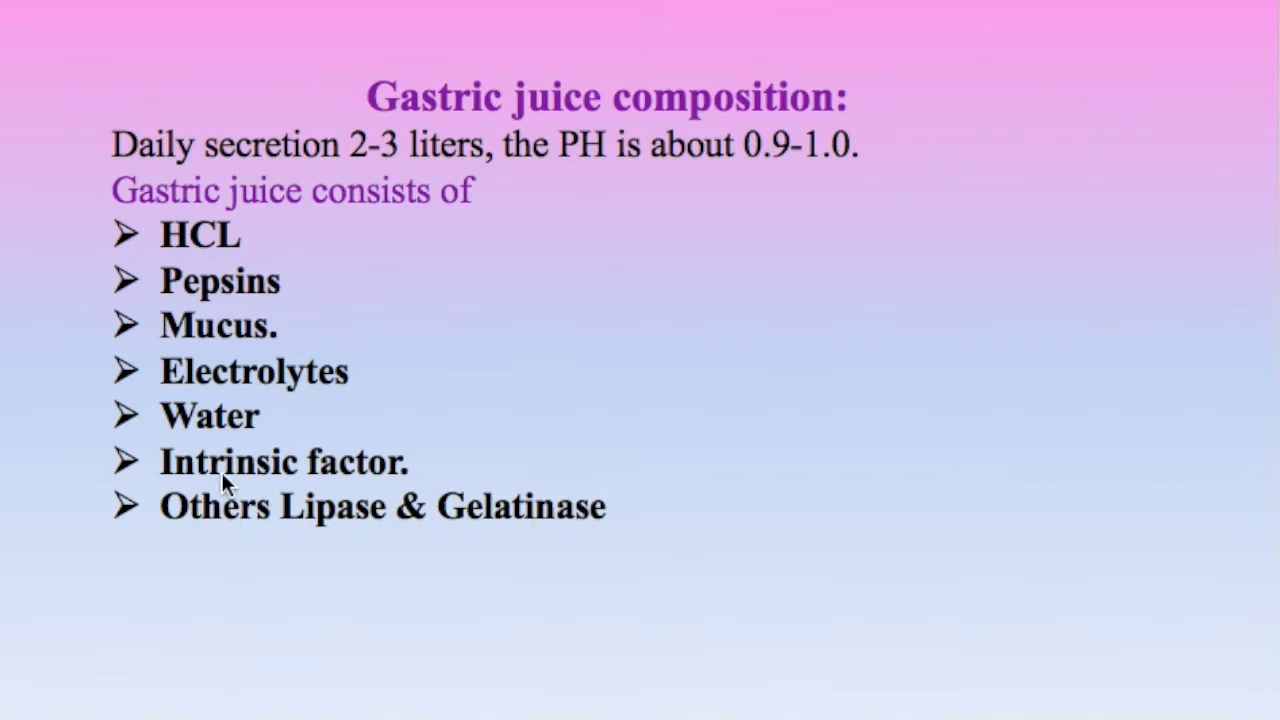 Gastric juice composition:
Daily secretion 2-3 liters, the PH is about 0.9-1.0.
Gastric juice consists of
➢ HCL
➢ Pepsins
➢ Mucus.
➢ Electrolytes
➢ Water
➢ Intrinsic factor.
➢ Others Lipase & Gelatinase